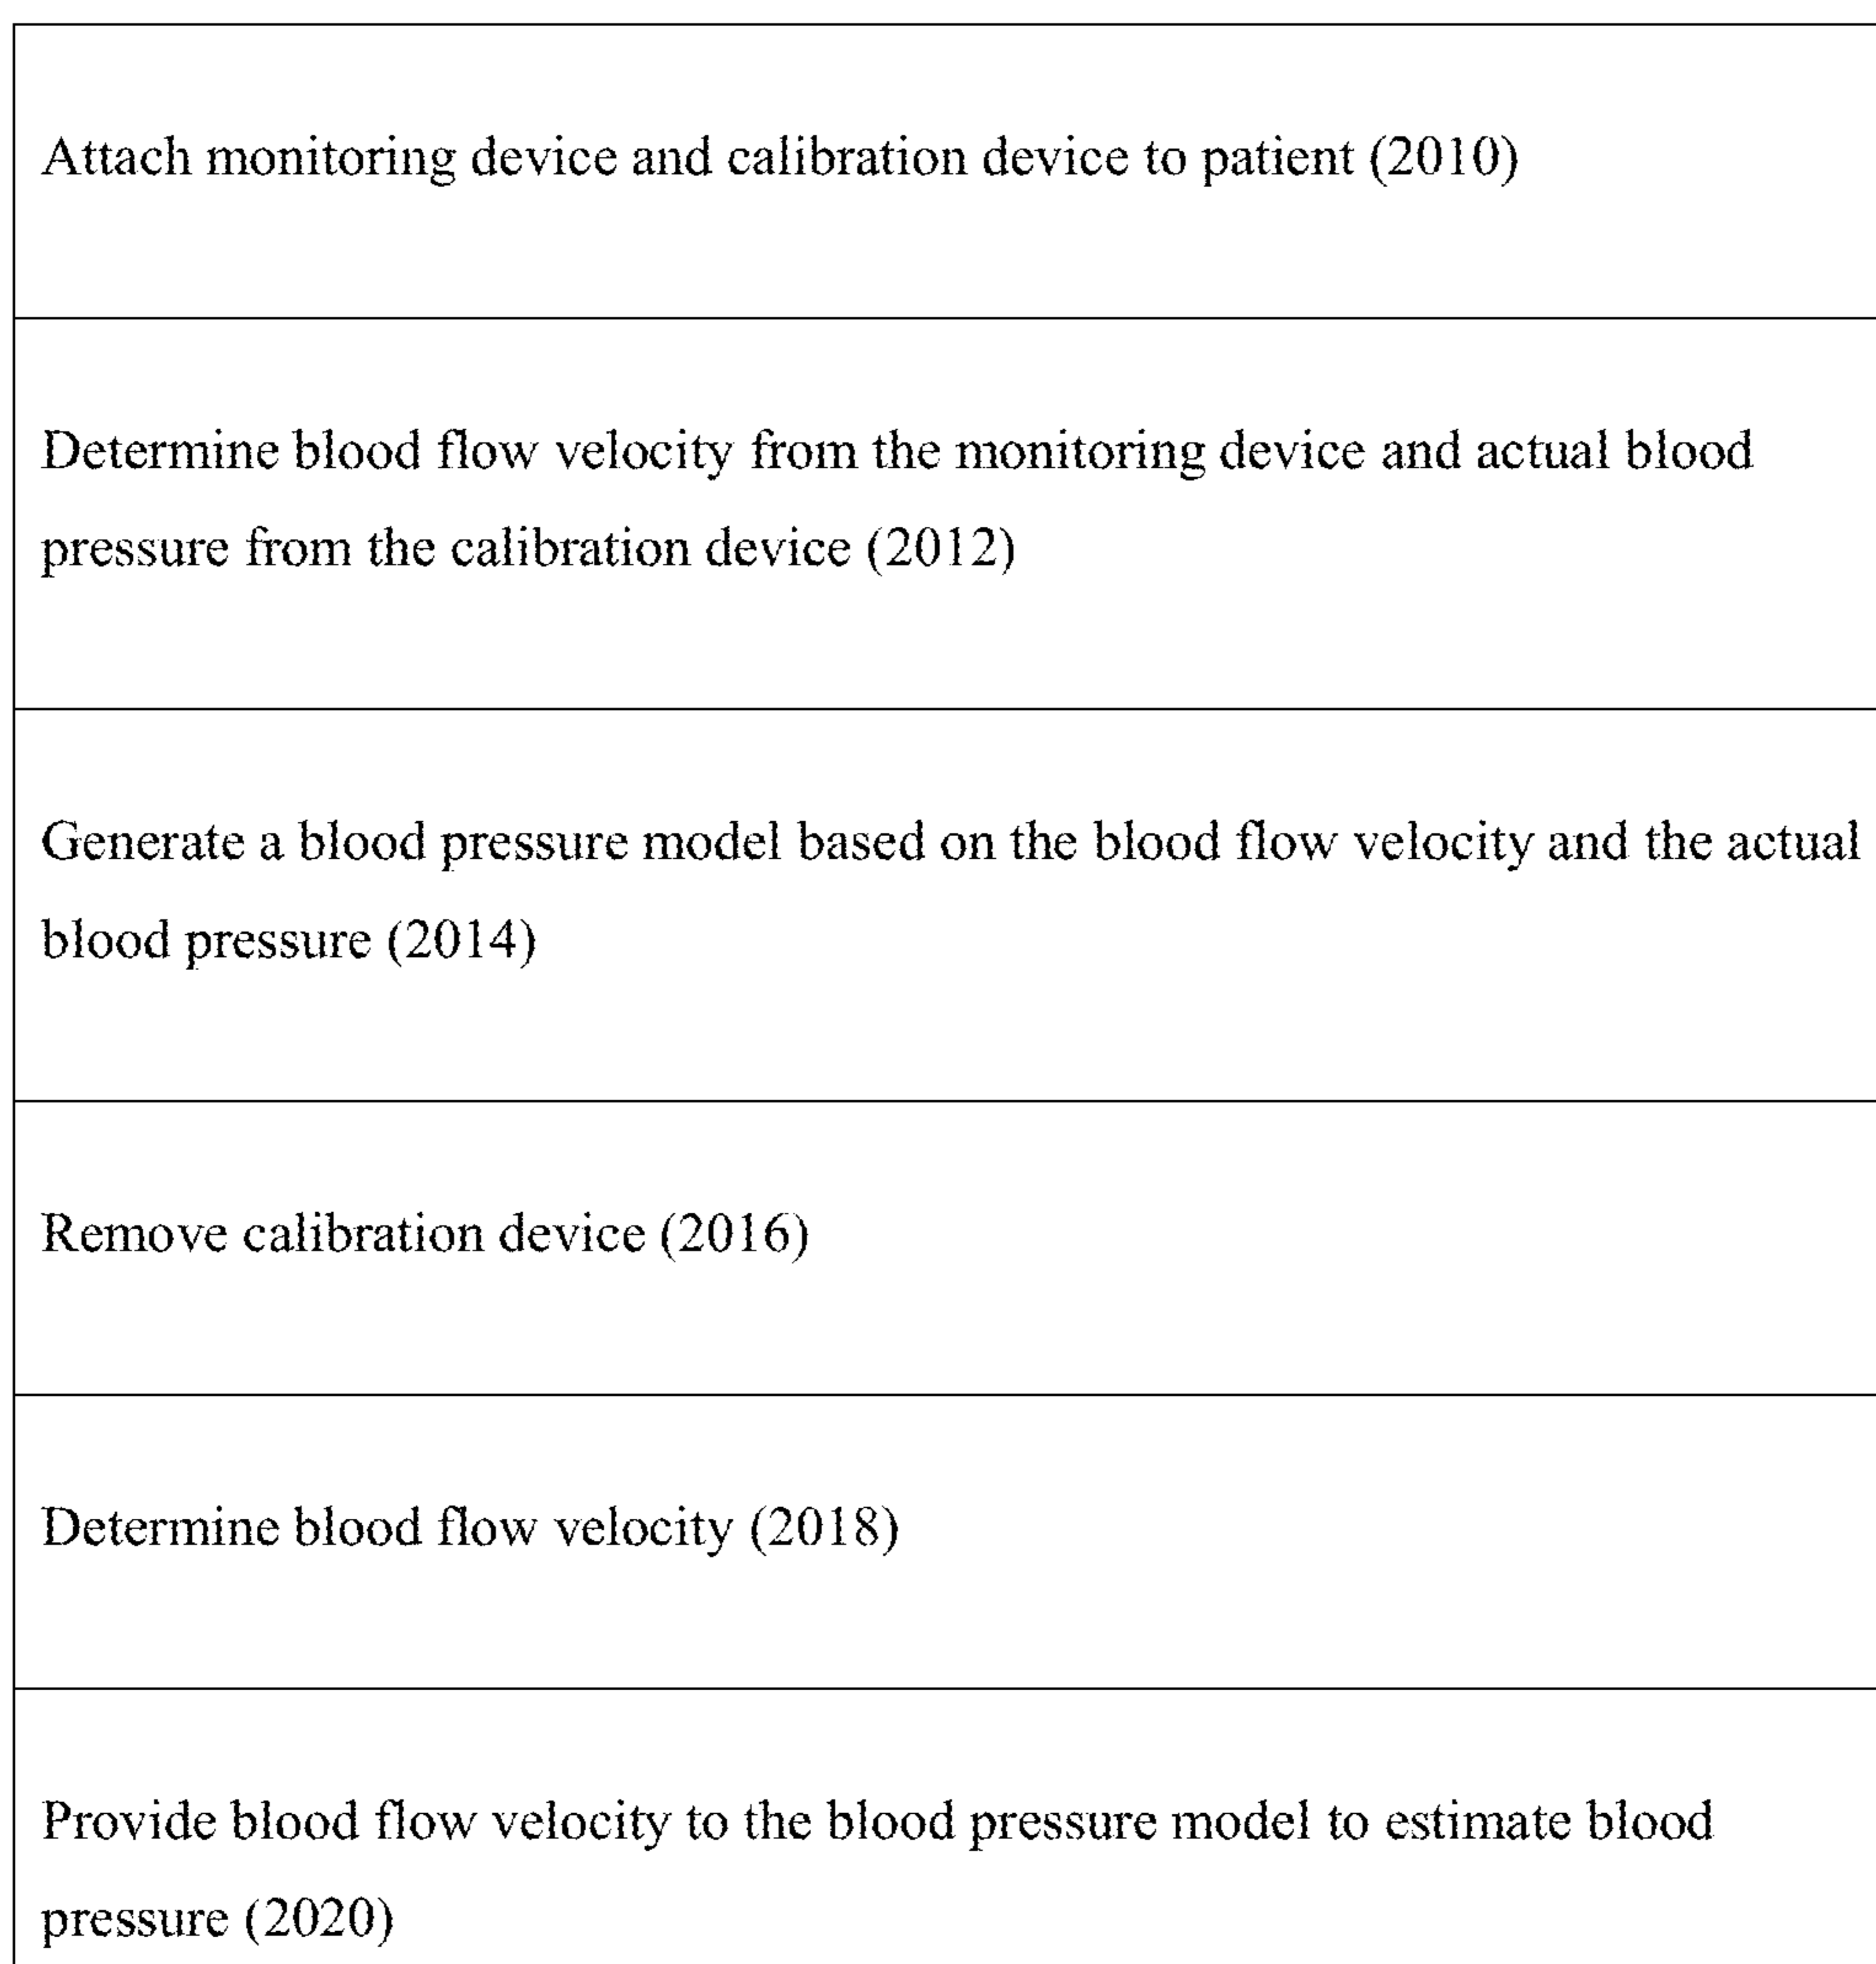 Attach monitoring device and calibration device to patient (2010)
Determine blood flow velocity from the monitoring device and actual blood
pressure from the calibration device (2012)
Generate a blood pressure model based on the blood flow velocity and the actual
blood pressure (2014)
Remove calibration device (2016)
Determine blood flow velocity (2018)
Provide blood flow velocity to the blood pressure model to estimate blood
pressure (2020)